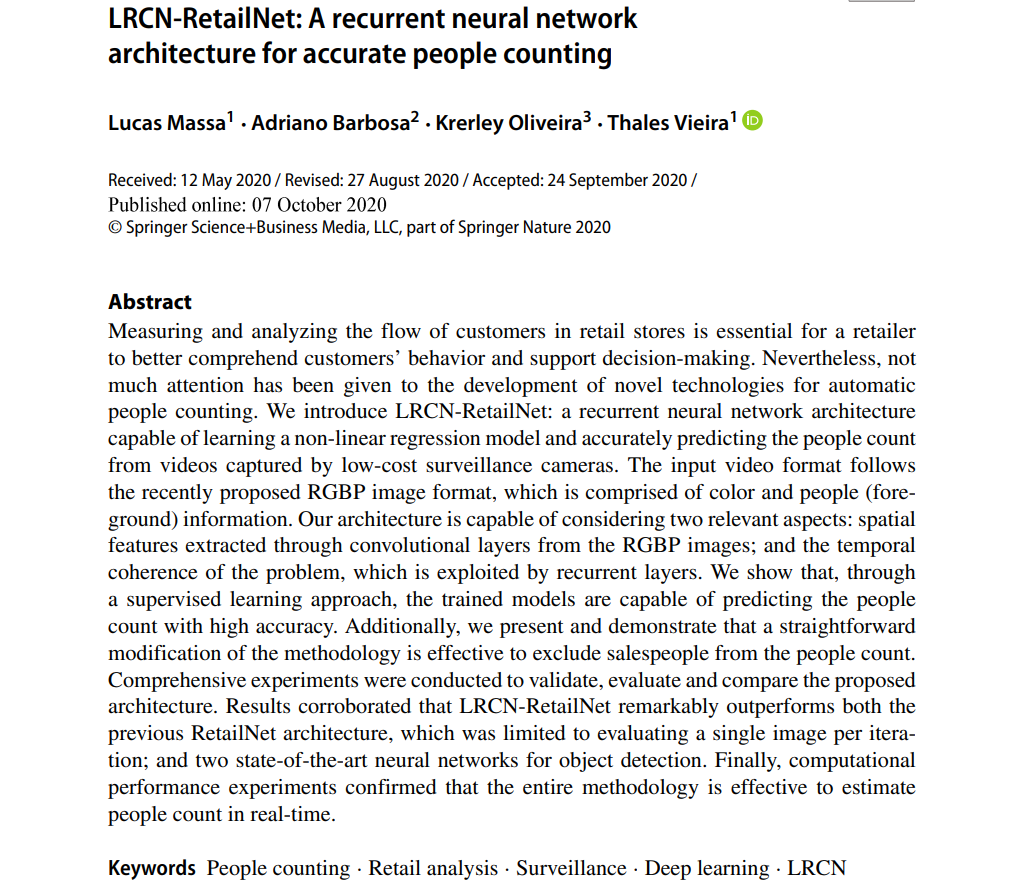 LRCN-RetailNet: A recurrent neural network
architecture for accurate people counting
Lucas Massa1 · Adriano Barbosa2 · Krerley Oliveira3 · Thales Vieira1 iD
Received: 12 May 2020 / Revised: 27 August 2020 / Accepted: 24 September 2020 /
Published online: 07 October 2020
© Springer Science+Business Media, LLC, part of Springer Nature 2020
Abstract
Measuring and analyzing the flow of customers in retail stores is essential for a retailer
to better comprehend customers’ behavior and support decision-making. Nevertheless, not
much attention has been given to the development of novel technologies for automatic
people counting. We introduce LRCN-RetailNet: a recurrent neural network architecture
capable of learning a non-linear regression model and accurately predicting the people count
from videos captured by low-cost surveillance cameras. The input video format follows
the recently proposed RGBP image format, which is comprised of color and people (fore-
ground) information. Our architecture is capable of considering two relevant aspects: spatial
features extracted through convolutional layers from the RGBP images; and the temporal
coherence of the problem, which is exploited by recurrent layers. We show that, through
a supervised learning approach, the trained models are capable of predicting the people
count with high accuracy. Additionally, we present and demonstrate that a straightforward
modification of the methodology is effective to exclude salespeople from the people count.
Comprehensive experiments were conducted to validate, evaluate and compare the proposed
architecture. Results corroborated that LRCN-RetailNet remarkably outperforms both the
previous RetailNet architecture, which was limited to evaluating a single image per itera-
tion; and two state-of-the-art neural networks for object detection. Finally, computational
performance experiments confirmed that the entire methodology is effective to estimate
people count in real-time.
Keywords People counting · Retail analysis · Surveillance · Deep learning · LRCN